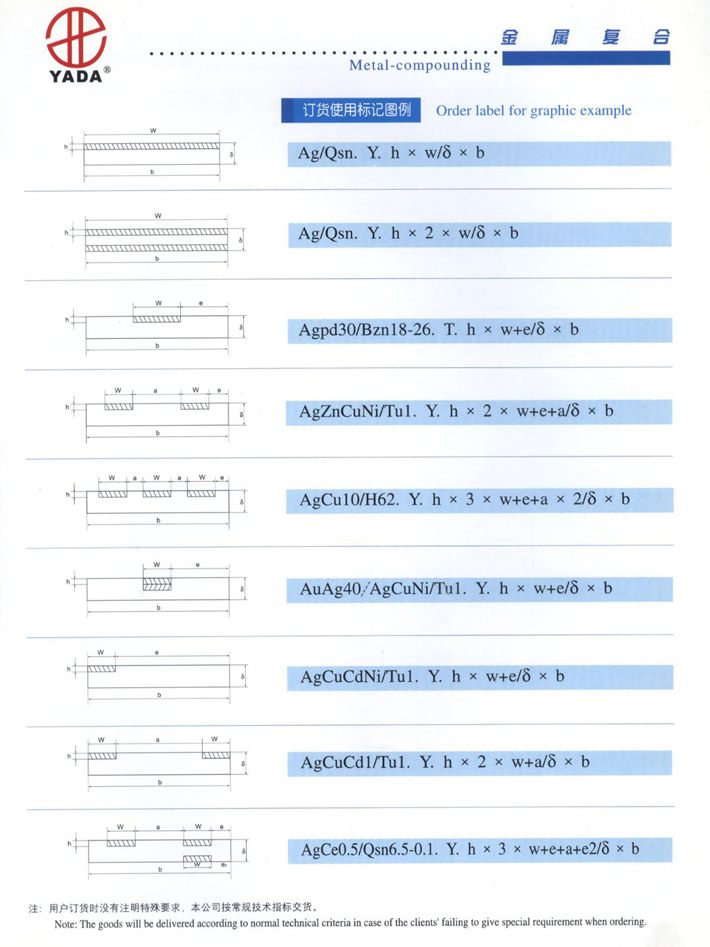 YADA®
金属复合
Metal-compounding
订货使用标记图例 Order label for graphic example
W
h
δ
b
Ag/Qsn. Y. h × w/δ × b
W
h
δ
b
Ag/Qsn. Y. h × 2 × w/δ × b
W e
h
δ
b
Agpd30/Bzn18-26. T. h × w+e/δ × b
W a W e
h
δ
b
AgZnCuNi/Tu1. Y. h × 2 × w+e+a/δ × b
W a W a W e
h
δ
b
AgCu10/H62. Y. h × 3 × w+e+a × 2/δ × b
W e
h
δ
b
AuAg40/AgCuNi/Tu1. Y. h × w+e/δ × b
W e
h
δ
b
AgCuCdNi/Tu1. Y. h × w+e/δ × b
W a W
h
δ
b
AgCuCd1/Tu1. Y. h × 2 × w+a/δ × b
W a W e
h
δ
W e₂
b
AgCe0.5/Qsn6.5-0.1. Y. h × 3 × w+e+a+e2/δ × b
注: 用户订货时没有注明特殊要求，本公司按常规技术指标交货。
Note: The goods will be delivered according to normal technical criteria in case of the clients' failing to give special requirement when ordering.